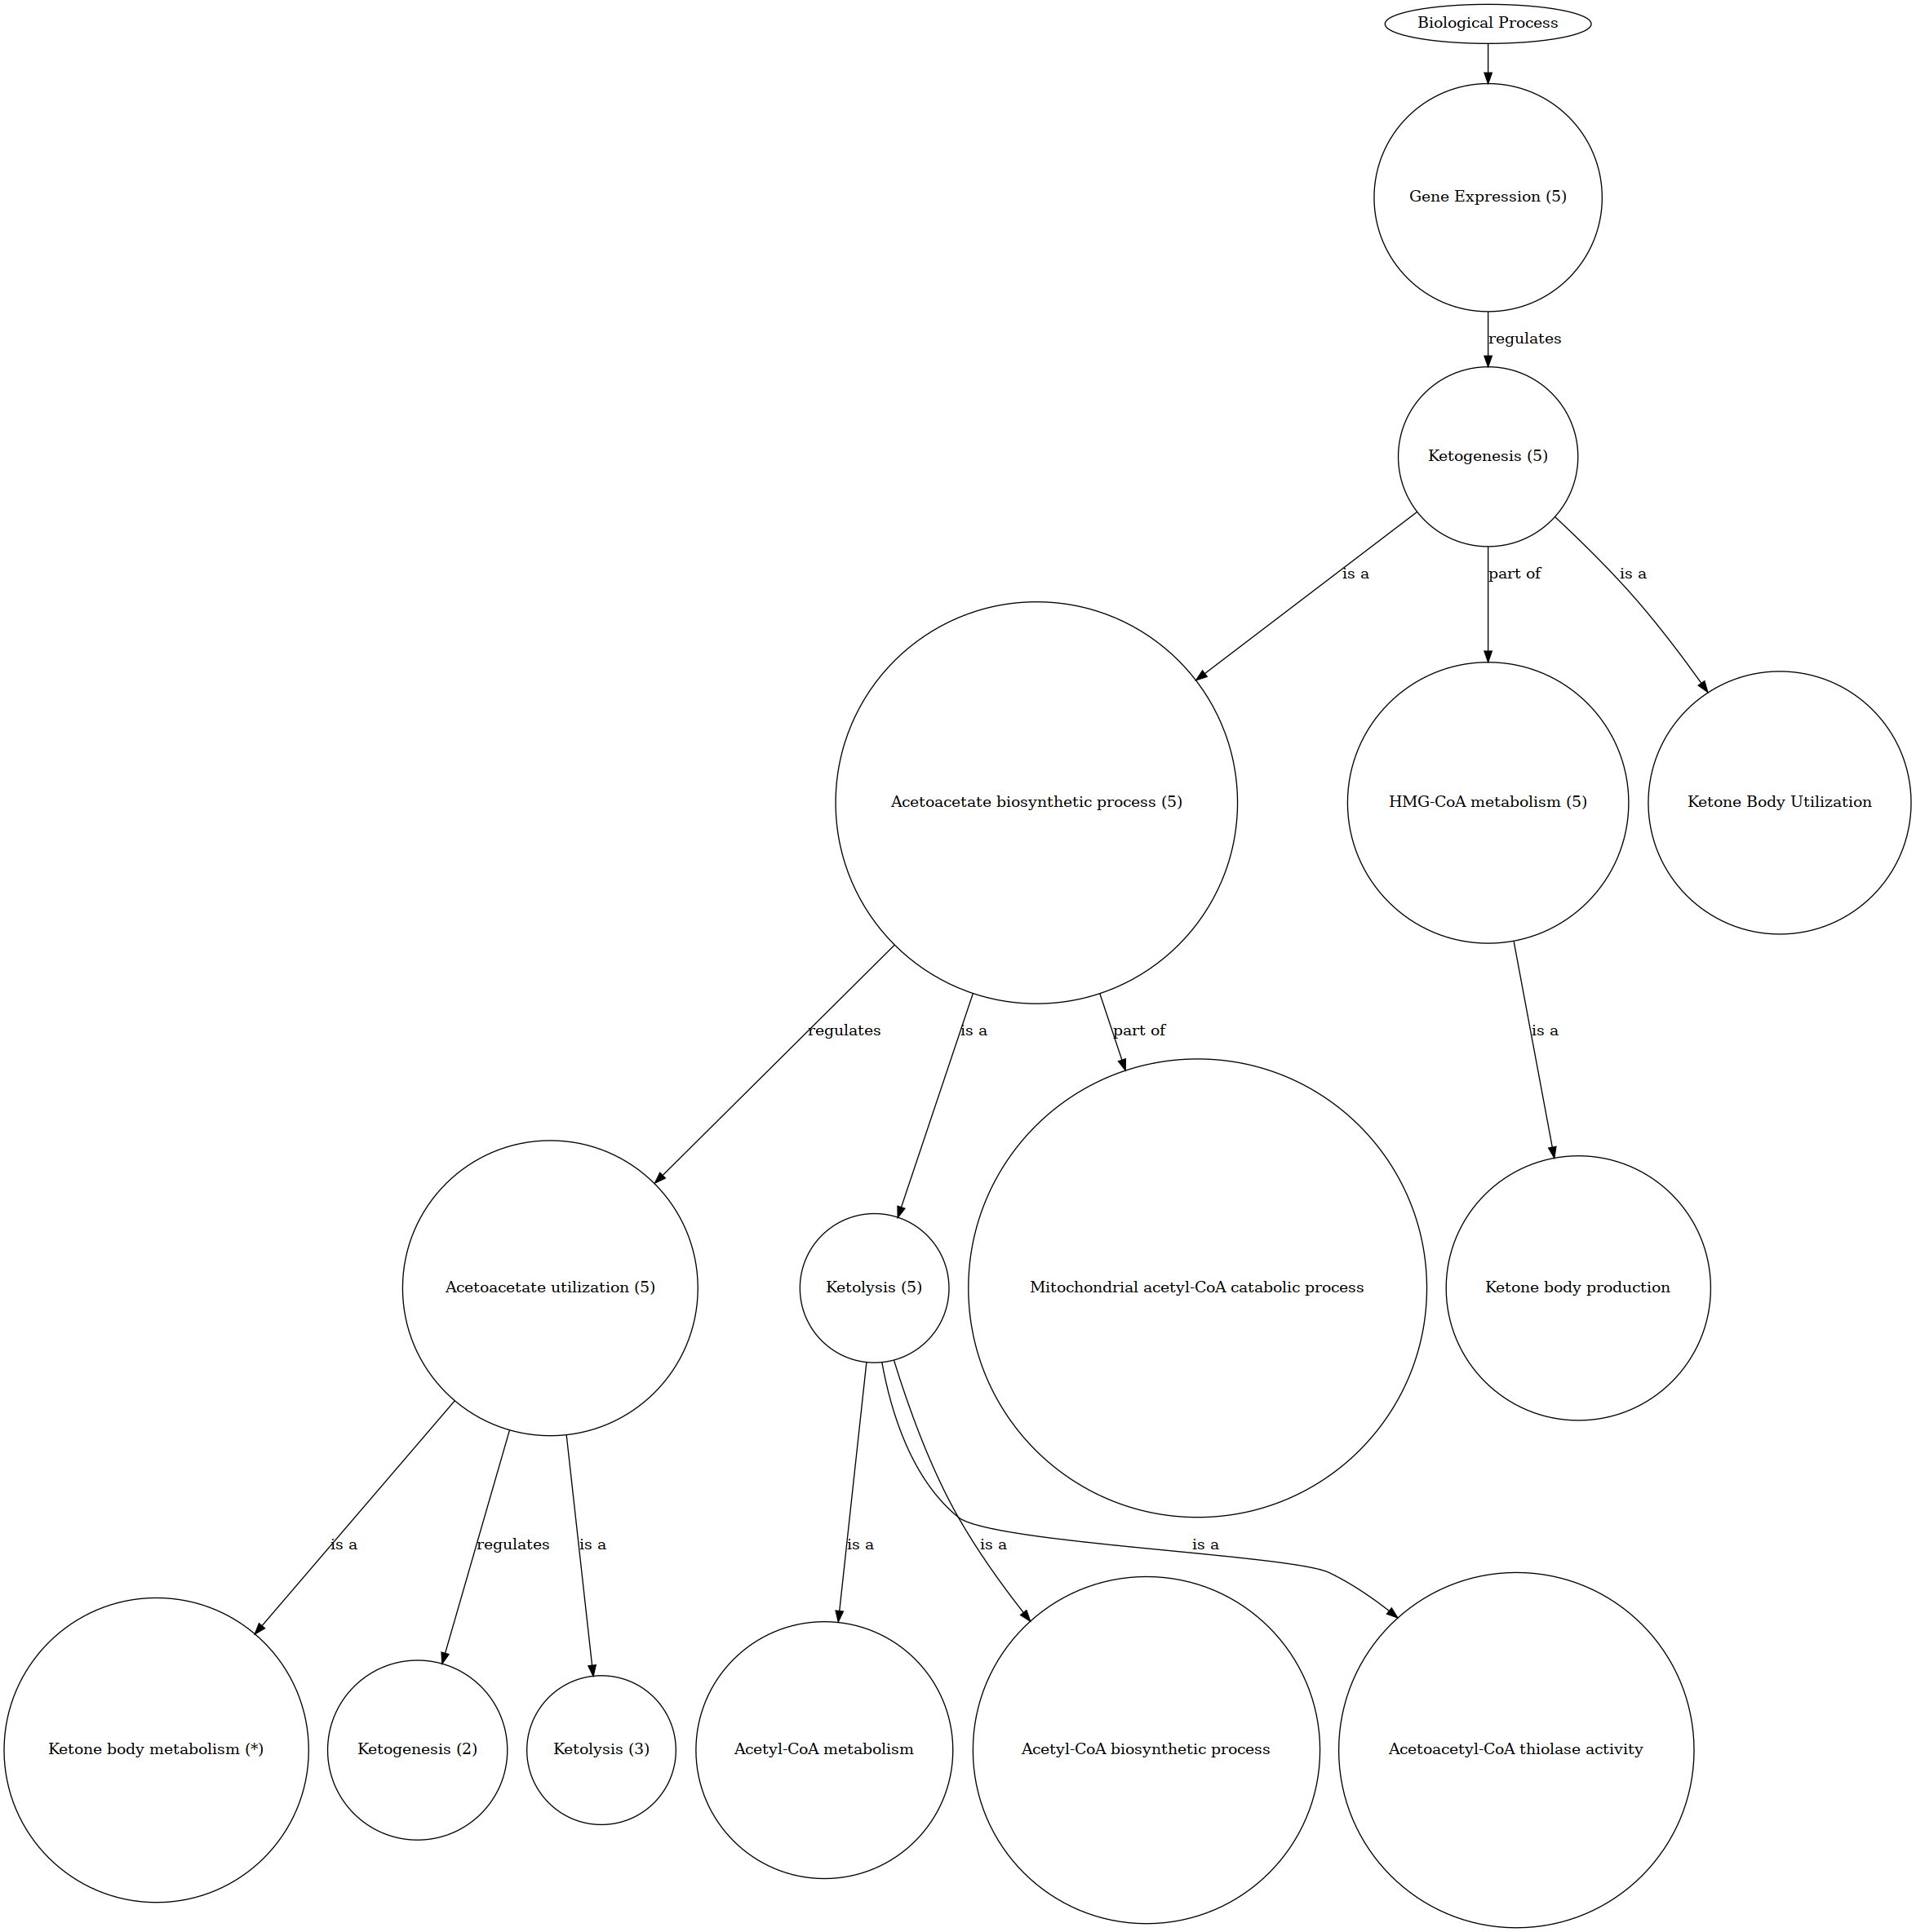 Biological Process
Gene Expression (5)
regulates
Ketogenesis (5)
is a
part of
is a
Acetoacetate biosynthetic process (5)
HMG-CoA metabolism (5)
Ketone Body Utilization
regulates
is a
part of
is a
Acetoacetate utilization (5)
Ketolysis (5)
Mitochondrial acetyl-CoA catabolic process
Ketone body production
is a
regulates
is a
is a
is a
is a
Ketone body metabolism (*)
Ketogenesis (2)
Ketolysis (3)
Acetyl-CoA metabolism
Acetyl-CoA biosynthetic process
Acetoacetyl-CoA thiolase activity